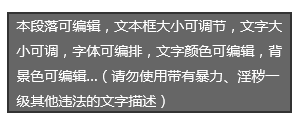 本段落可编辑，文本框大小可调节，文字大
小可调，字体可编排，文字颜色可编辑，背
景色可编辑...（请勿使用带有暴力、淫秽一
级其他违法的文字描述）